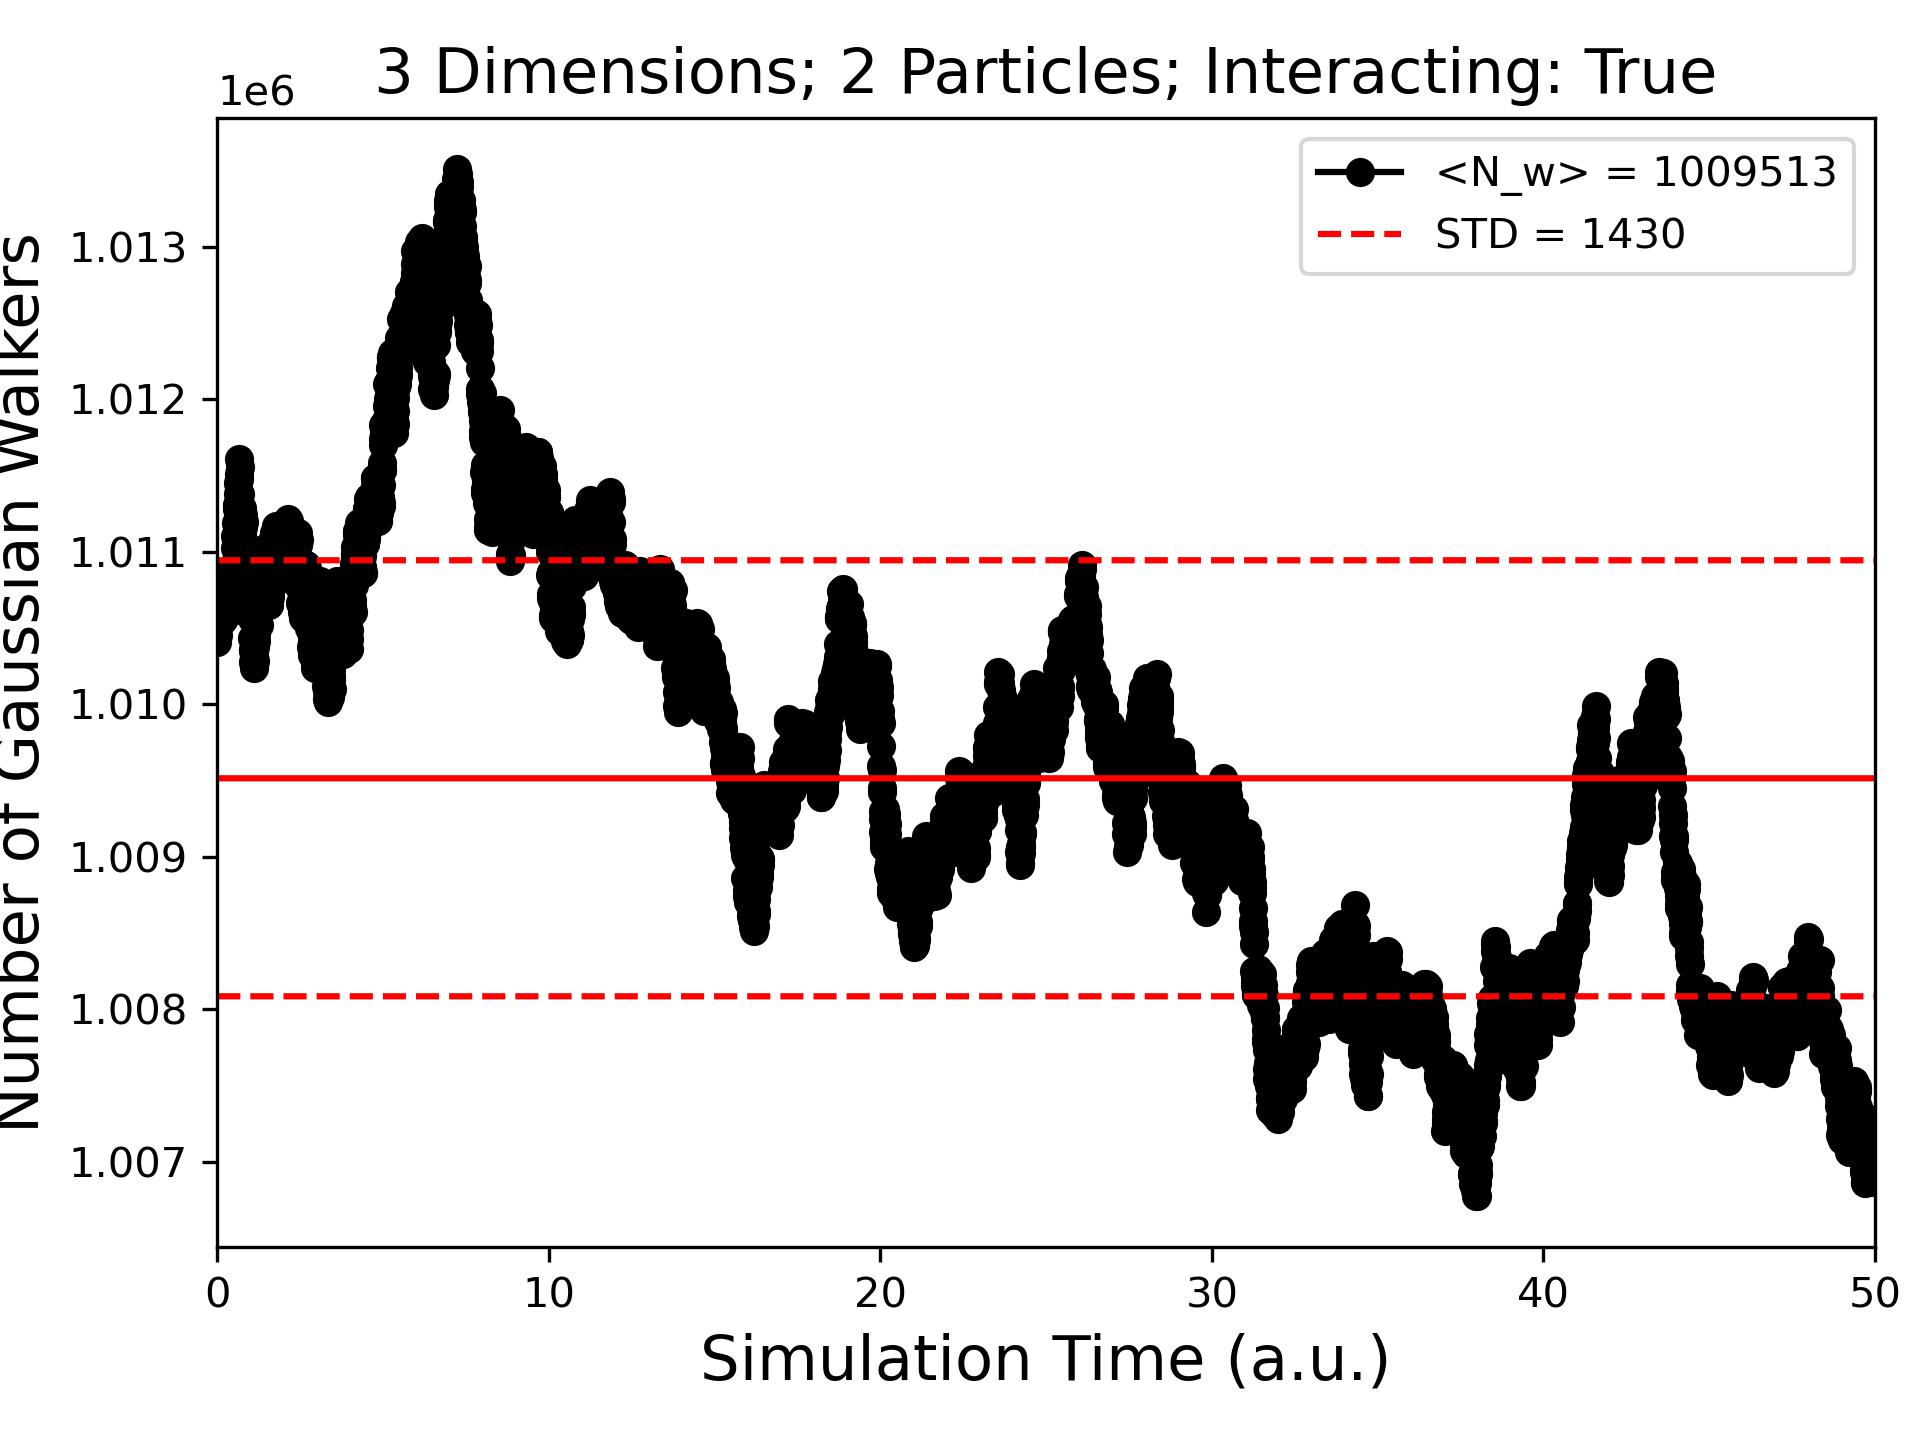 3 Dimensions; 2 Particles; Interacting: True
1e6
<N_w> = 1009513
STD = 1430
Number of Gaussian Walkers
1.013
1.012
1.011
1.010
1.009
1.008
1.007
0 10 20 30 40 50
Simulation Time (a.u.)